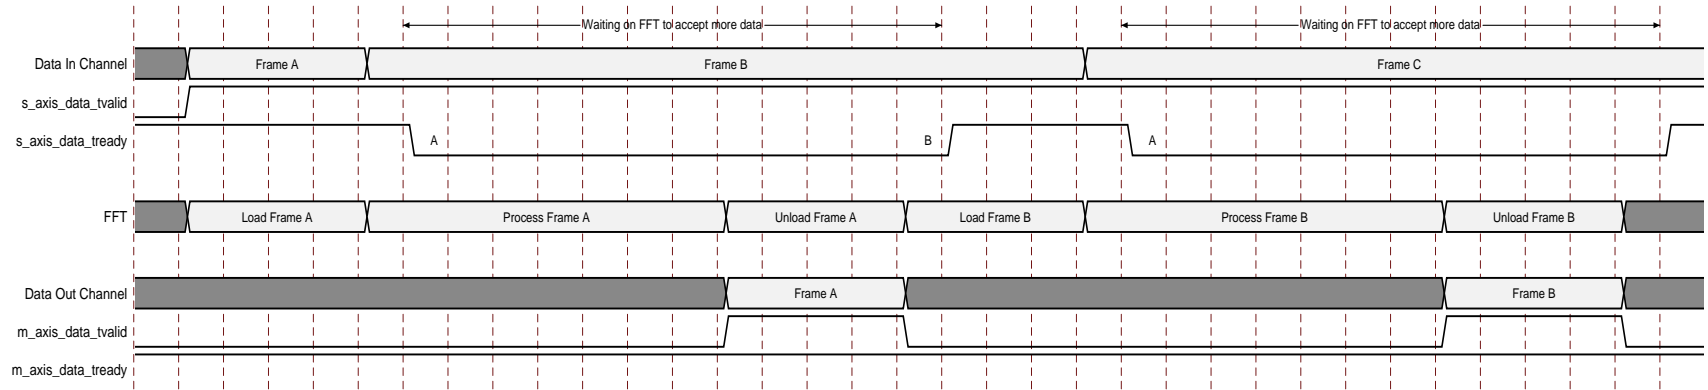 Waiting on FFT to accept more data Waiting on FFT to accept more data
Data In Channel Frame A Frame B Frame C
s_axis_data_tvalid
s_axis_data_tready A B A
FFT Load Frame A Process Frame A Unload Frame A Load Frame B Process Frame B Unload Frame B
Data Out Channel Frame A Frame B
m_axis_data_tvalid
m_axis_data_tready